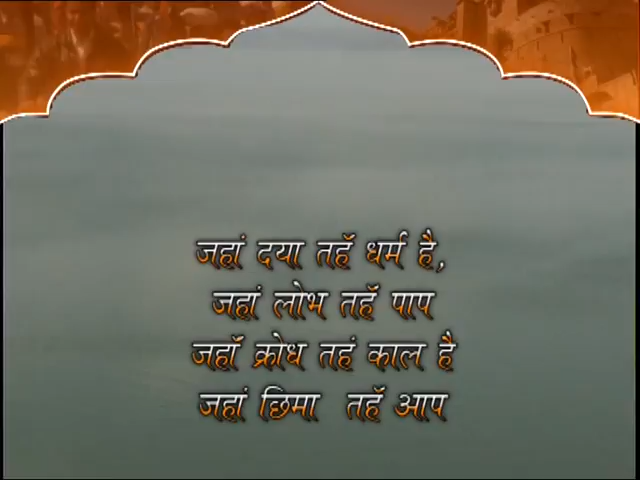 जहां दया तहॅ धर्म है,
जहां लोभ तहॅ पाप
जहॉ क्रोध तहं काल है
जहां छिमा तहॅ आप